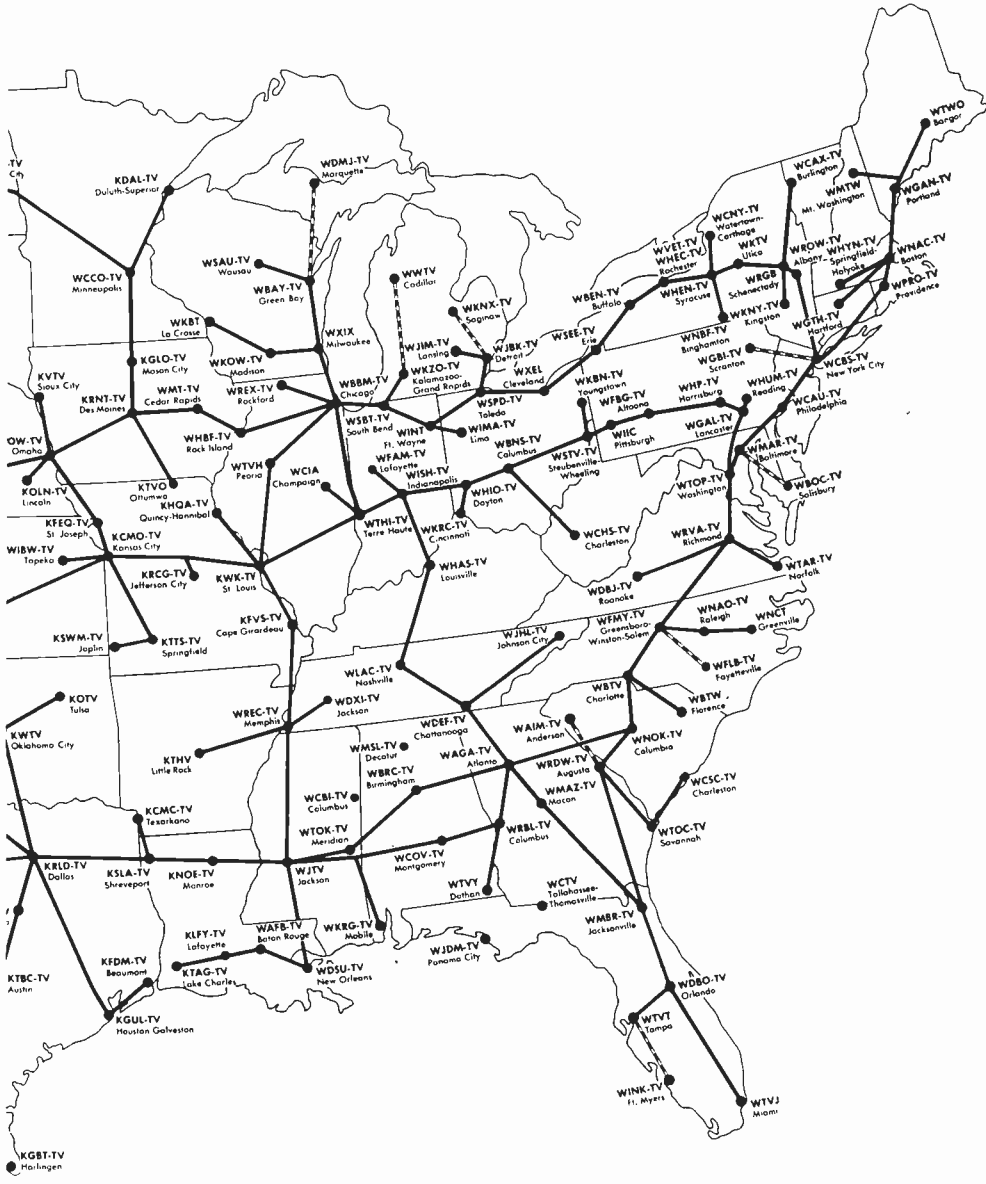 WTWO
Bangor
WCAX-TV
Burlington
WMTW
Mt. Washington
WGAN-TV
Portland
WDMJ-TV
Marquette
-TV
City
KDAL-TV
Duluth-Superior
WCNY-TV
Watertown-
Carthage
WVET-TV
WHEC-TV
Rochester
WKTV
Utica
WROW-TV
Albany
WHYN-TV
Springfield-
Holyoke
WNAC-TV
Boston
WSAU-TV
Wausau
WCCO-TV
Minneapolis
WBAY-TV
Green Bay
WWTV
Cadillac
WBEN-TV
Buffalo
WHEN-TV
Syracuse
WRGB
Schenectady
WPRO-TV
Providence
WKNX-TV
Saginaw
WKNY-TV
Kingston
WKBT
La Crosse
WXIX
Milwaukee
WSEE-TV
Erie
WNBF-TV
Binghamton
WGTH-TV
Hartford
WJIM-TV
Lansing
WJBK-TV
Detroit
WGBI-TV
Scranton
WCBS-TV
New York City
KGLO-TV
Mason City
WKOW-TV
Madison
WKZO-TV
Kalamazoo-
Grand Rapids
WXEL
Cleveland
KVTV
Sioux City
WMT-TV
Cedar Rapids
WREX-TV
Rockford
WBBM-TV
Chicago
WKBN-TV
Youngstown
WHP-TV
Harrisburg
WHUM-TV
Reading
KRNT-TV
Des Moines
WSPD-TV
Toledo
WFBG-TV
Altoona
WCAU-TV
Philadelphia
WSBT-TV
South Bend
WINT
Ft. Wayne
WIMA-TV
Lima
WGAL-TV
Lancaster
OW-TV
Omaha
WHBF-TV
Rock Island
WBNS-TV
Columbus
WIIC
Pittsburgh
WMAR-TV
Baltimore
WFAM-TV
Lafayette
WSTV-TV
Steubenville-
Wheeling
WTVH
Peoria
WCIA
Champaign
WISH-TV
Indianapolis
WTOP-TV
Washington
WBOC-TV
Salisbury
KOLN-TV
Lincoln
KTVO
Ottumwa
WHIO-TV
Dayton
KHQA-TV
Quincy-Hannibal
KFEQ-TV
St Joseph
WTHI-TV
Terre Haute
WKRC-TV
Cincinnati
WCHS-TV
Charleston
WRVA-TV
Richmond
KCMO-TV
Kansas City
WIBW-TV
Topeka
WHAS-TV
Louisville
WTAR-TV
Norfolk
KRCG-TV
Jefferson City
KWK-TV
St Louis
WDBJ-TV
Roanoke
KFVS-TV
Cape Girardeau
WFMY-TV
Greensboro-
Winston-Salem
WNAO-TV
Raleigh
WNCT
Greenville
KSWM-TV
Joplin
KTTS-TV
Springfield
WJHL-TV
Johnson City
WLAC-TV
Nashville
WFLB-TV
Fayetteville
KOTV
Tulsa
WBTV
Charlotte
WBTW
Florence
WREC-TV
Memphis
WDXI-TV
Jackson
WDEF-TV
Chattanooga
WAIM-TV
Anderson
KWTV
Oklahoma City
WNOK-TV
Columbia
WMSL-TV
Decatur
WAGA-TV
Atlanta
KTHV
Little Rock
WBRC-TV
Birmingham
WRDW-TV
Augusta
WCSC-TV
Charleston
WMAZ-TV
Macon
WCBI-TV
Columbus
KCMC-TV
Texarkana
WTOK-TV
Meridian
WRBL-TV
Columbus
WTOC-TV
Savannah
KRLD-TV
Dallas
KSLA-TV
Shreveport
KNOE-TV
Monroe
WJTV
Jackson
WCOV-TV
Montgomery
WTVY
Dothan
WCTV
Tallahassee-
Thomasville
WMBR-TV
Jacksonville
KLFY-TV
Lafayette
WAFB-TV
Baton Rouge
WKRG-TV
Mobile
WJDM-TV
Panama City
KTBC-TV
Austin
KFDM-TV
Beaumont
KTAG-TV
Lake Charles
WDSU-TV
New Orleans
WDBO-TV
Orlando
KGUL-TV
Houston Galveston
WTVT
Tampa
WINK-TV
Ft. Myers
WTVJ
Miami
KGBT-TV
Harlingen